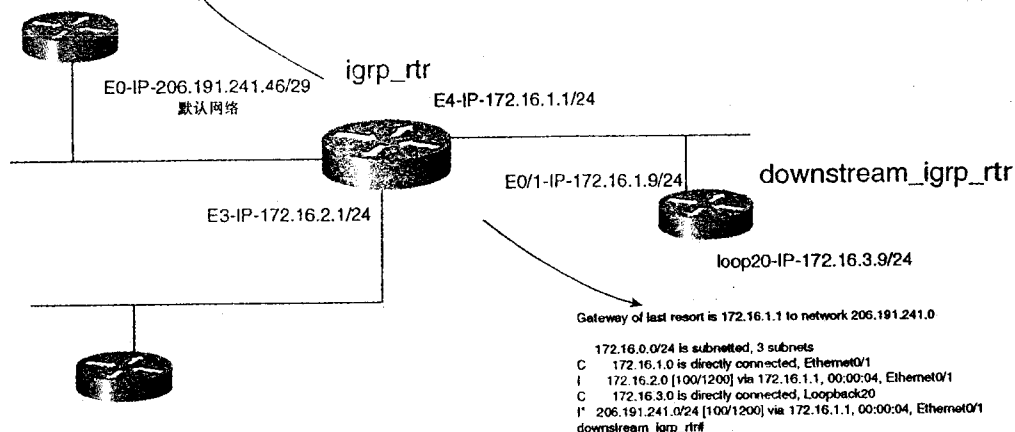 igrp_rtr
E0-IP-206.191.241.46/29
默认网络
E4-IP-172.16.1.1/24
E0/1-IP-172.16.1.9/24
downstream_igrp_rtr
E3-IP-172.16.2.1/24
loop20-IP-172.16.3.9/24
Gateway of last resort is 172.16.1.1 to network 206.191.241.0
172.16.0.0/24 is subnetted, 3 subnets
C 172.16.1.0 is directly connected, Ethernet0/1
I 172.16.2.0 [100/1200] via 172.16.1.1, 00:00:04, Ethernet0/1
C 172.16.3.0 is directly connected, Loopback20
I* 206.191.241.0/24 [100/1200] via 172.16.1.1, 00:00:04, Ethernet0/1
downstream_igrp_rtr#